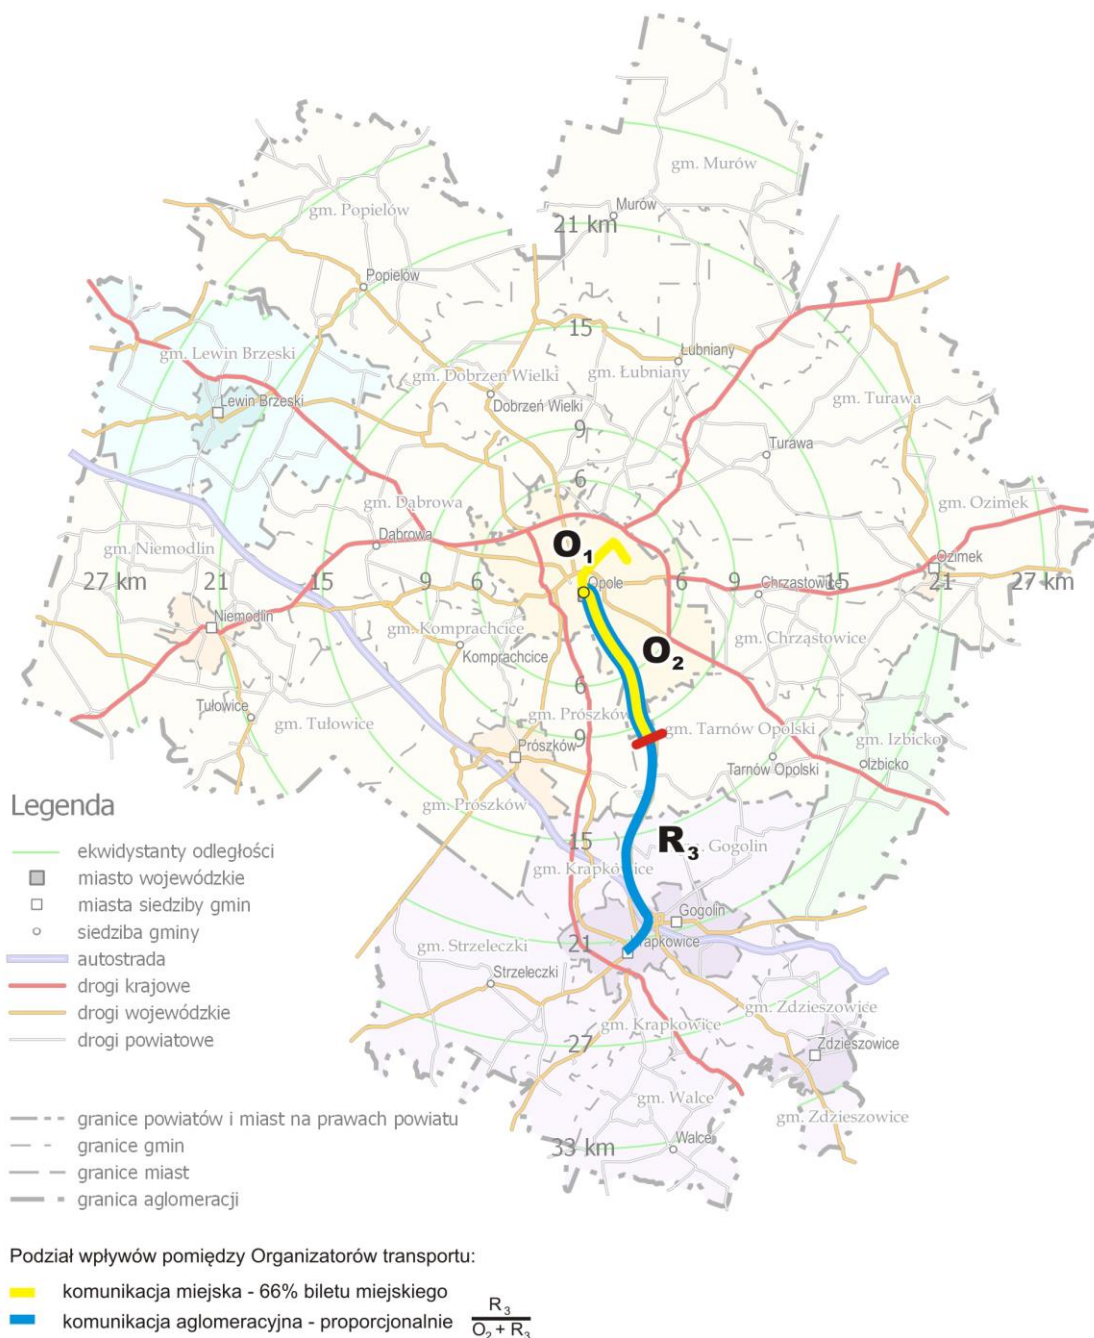 gm. Murów
Murów
21 km
gm. Popielów
Popielów
15
gm. Lewin Brzeski
Łubniany
gm. Dobrzeń Wielki
gm. Łubniany
Lewin Brzeski
Dobrzeń Wielki
gm. Turawa
9
Turawa
6
gm. Dąbrowa
gm. Ozimek
Dąbrowa
gm. Niemodlin
O1
Ozimek
27 km
21
15
9
6
Opole
6
9
Chrząstowice
15
21
27 km
Niemodlin
gm. Komprachcice
gm. Chrząstowice
Komprachcice
O2
6
Tułowice
gm. Tułowice
gm. Prószków
gm. Tarnów Opolski
gm. Izbicko
9
Prószków
Tarnów Opolski
Izbicko
gm. Prószków
15
R3
gm. Gogolin
gm. Krapkowice
Gogolin
gm. Strzeleczki
21
Krapkowice
Strzeleczki
gm. Zdzieszowice
gm. Krapkowice
27
Zdzieszowice
gm. Walce
gm. Zdzieszowice
33 km
Walce
Legenda
ekwidystanty odległości
miasto wojewódzkie
miasta siedziby gmin
siedziba gminy
autostrada
drogi krajowe
drogi wojewódzkie
drogi powiatowe
granice powiatów i miast na prawach powiatu
granice gmin
granice miast
granica aglomeracji
Podział wpływów pomiędzy Organizatorów transportu:
komunikacja miejska - 66% biletu miejskiego
komunikacja aglomeracyjna - proporcjonalnie
R3
O2 + R3